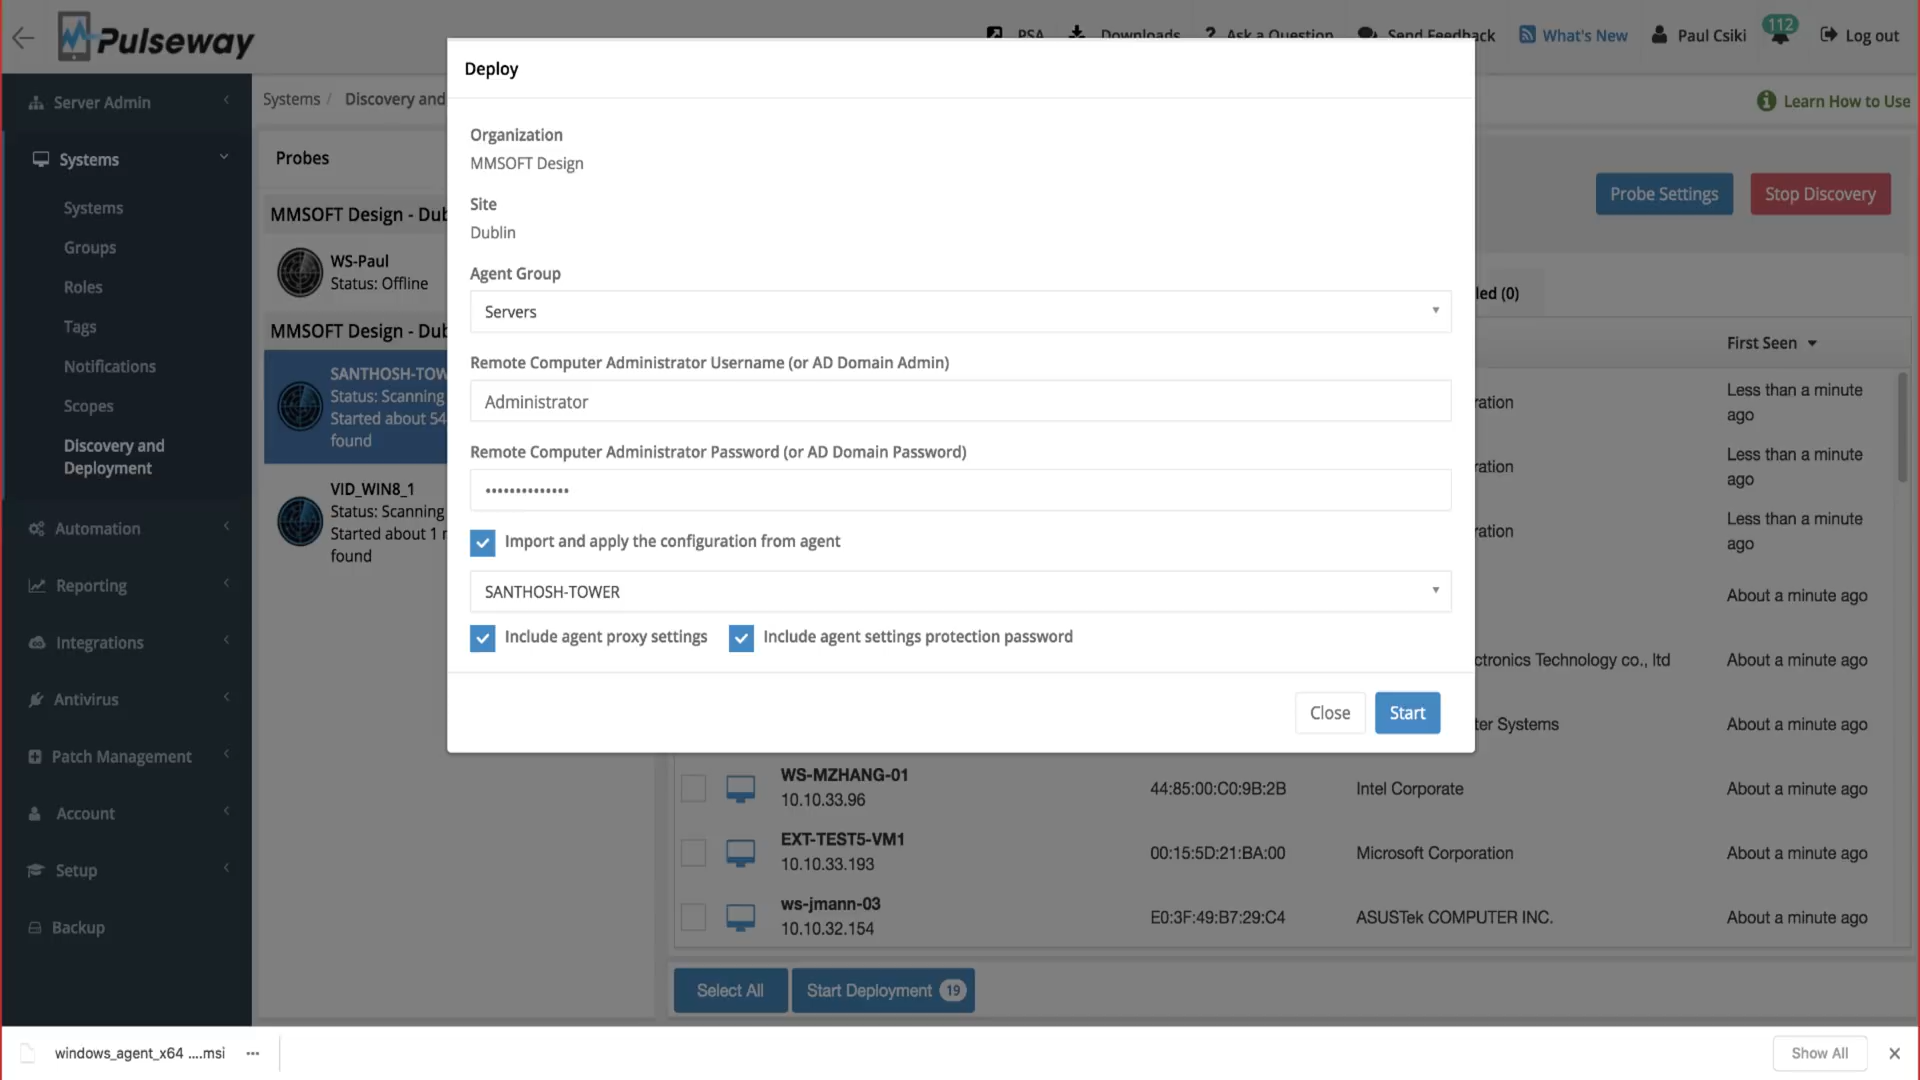 Pulseway
PSA
Downloads
? Ask a Question
Send Feedback
What's New
Paul Csiki
112
Log out
Server Admin
Systems
Systems
Groups
Roles
Tags
Notifications
Scopes
Discovery and
Deployment
Automation
Reporting
Integrations
Antivirus
Patch Management
Account
Setup
Backup
Systems / Discovery and
Learn How to Use
Probes
MMSOFT Design - Dub
WS-Paul
Status: Offline
MMSOFT Design - Dub
SANTHOSH-TOW
Status: Scanning
Started about 54
found
VID_WIN8_1
Status: Scanning
Started about 1
found
Deploy
Organization
MMSOFT Design
Site
Dublin
Agent Group
Servers
Remote Computer Administrator Username (or AD Domain Admin)
Administrator
Remote Computer Administrator Password (or AD Domain Password)
••••••••••••••
Import and apply the configuration from agent
SANTHOSH-TOWER
Include agent proxy settings
Include agent settings protection password
Close
Start
Probe Settings
Stop Discovery
led (0)
First Seen
ration
Less than a minute
ago
ration
Less than a minute
ago
ration
Less than a minute
ago
About a minute ago
ctronics Technology co., ltd
About a minute ago
ter Systems
About a minute ago
WS-MZHANG-01
10.10.33.96
44:85:00:C0:9B:2B
Intel Corporate
About a minute ago
EXT-TEST5-VM1
10.10.33.193
00:15:5D:21:BA:00
Microsoft Corporation
About a minute ago
ws-jmann-03
10.10.32.154
E0:3F:49:B7:29:C4
ASUSTek COMPUTER INC.
About a minute ago
Select All
Start Deployment 19
windows_agent_x64 ....msi
Show All